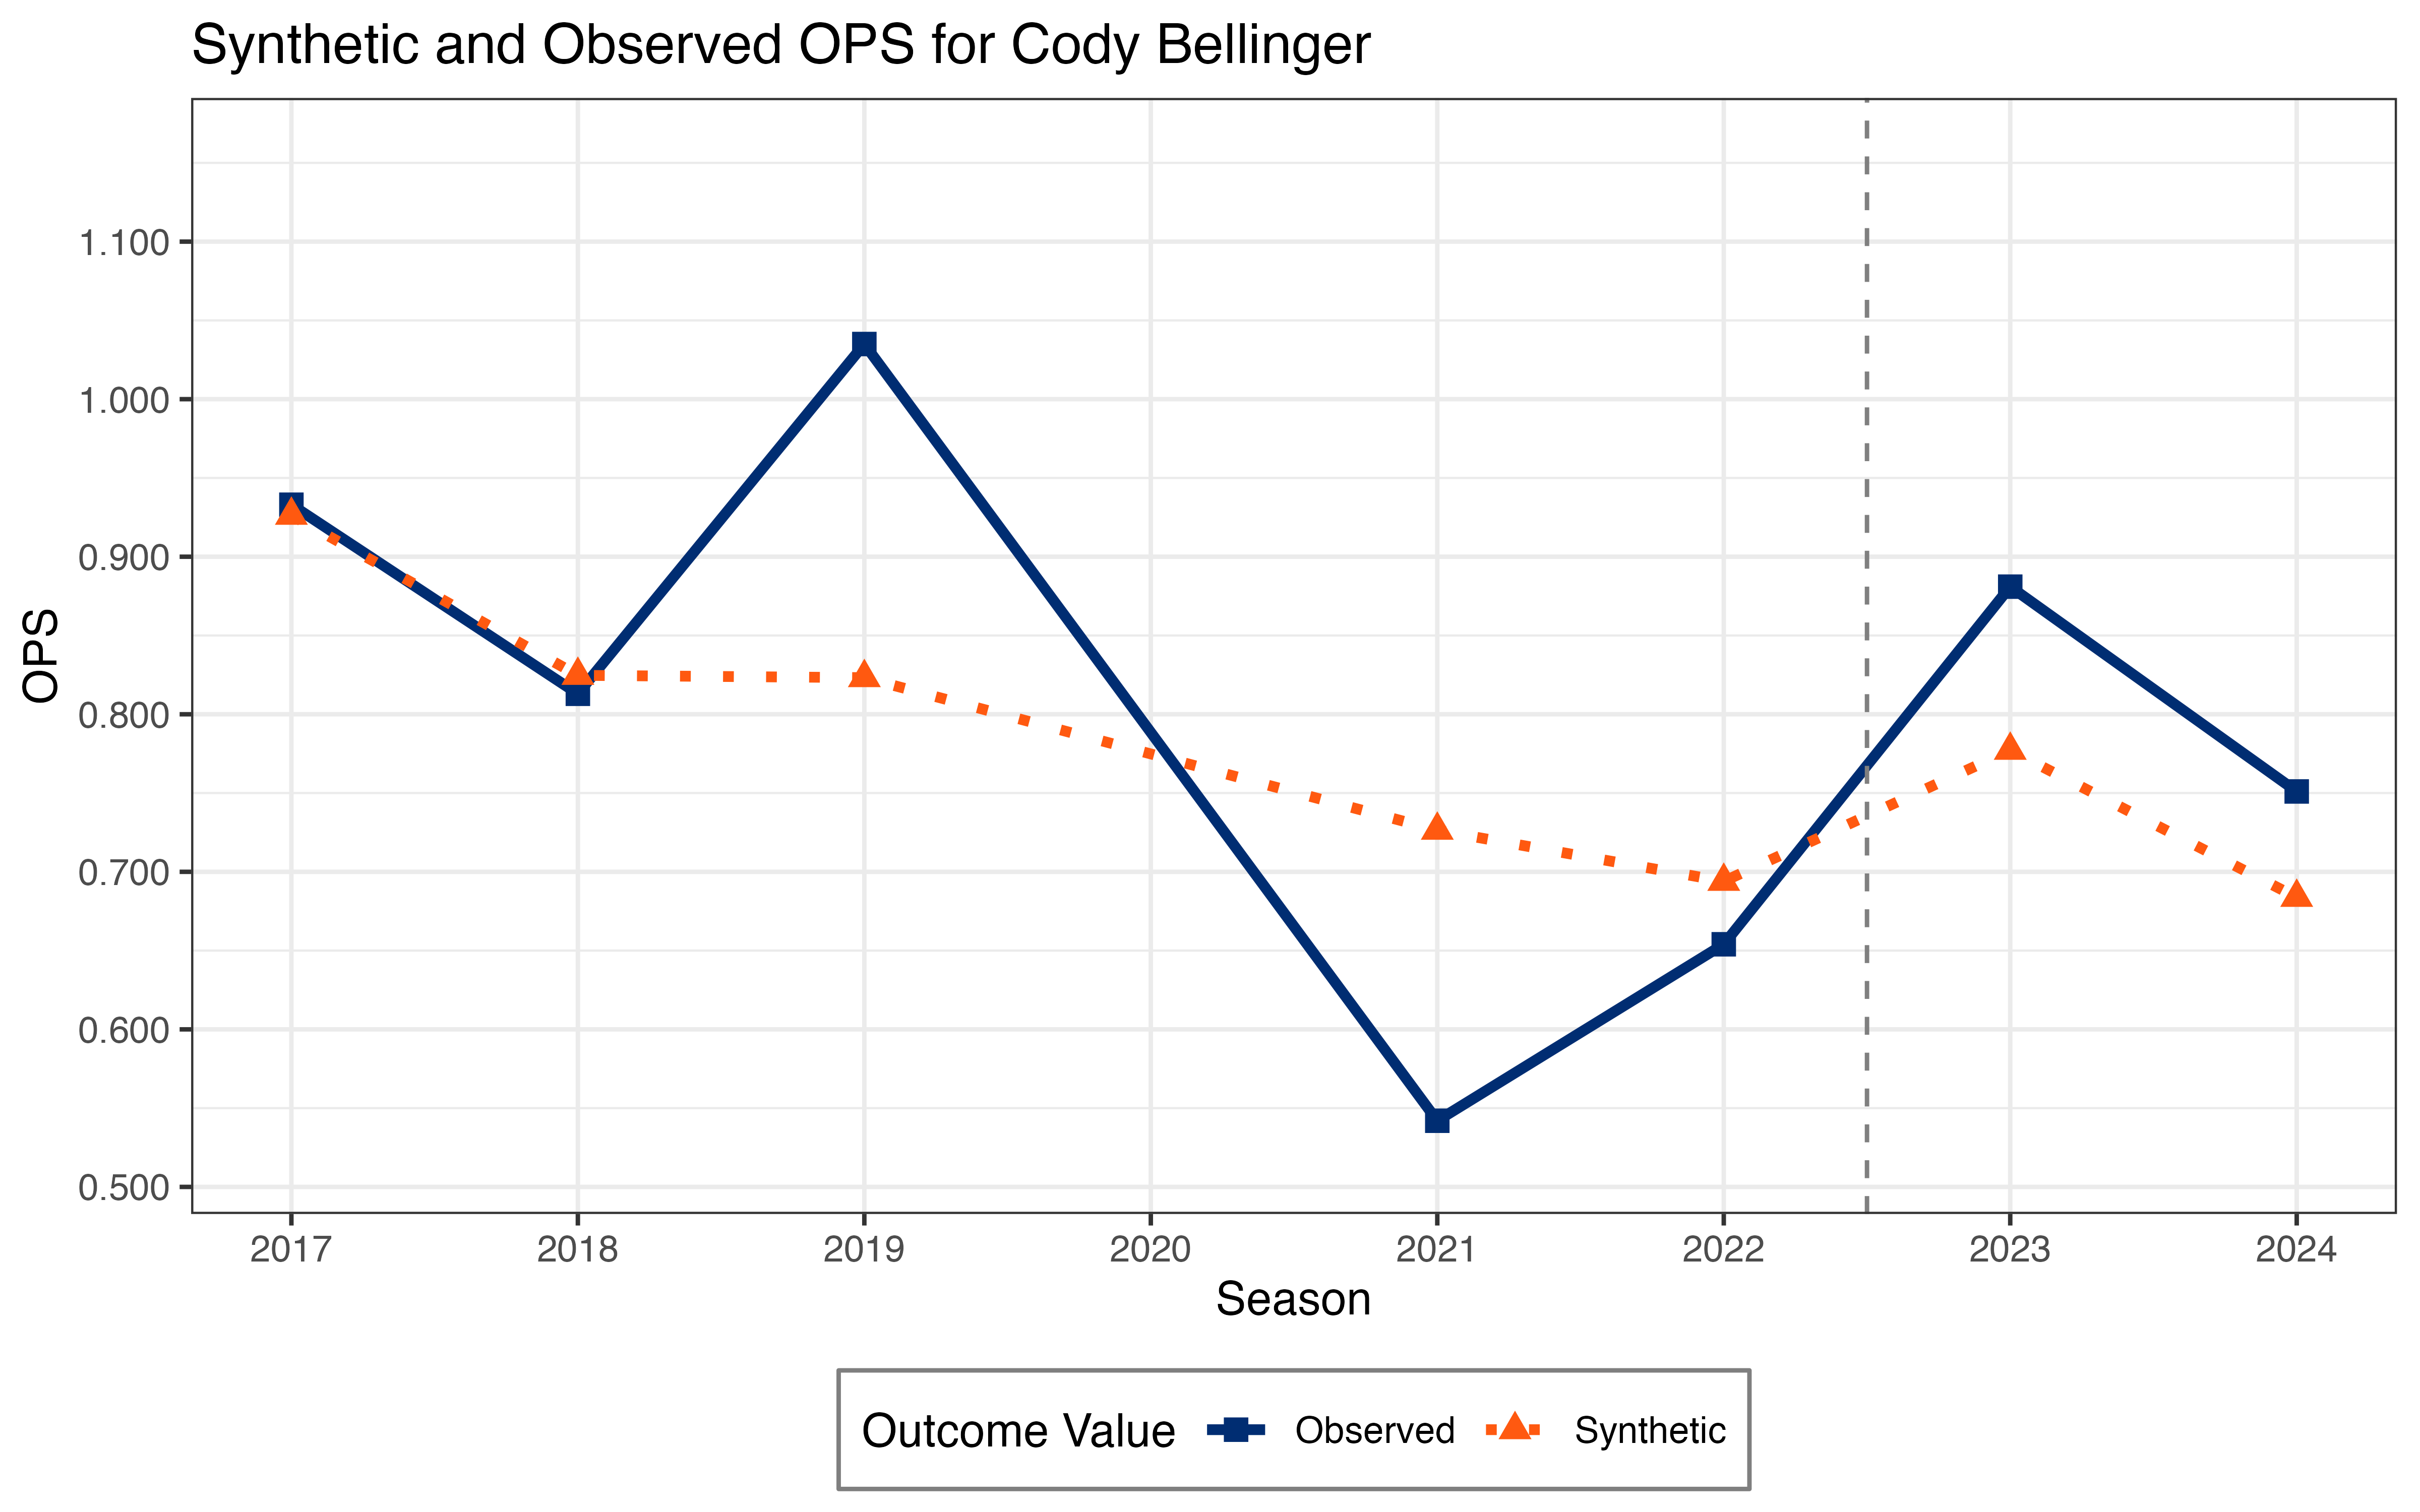 Synthetic and Observed OPS for Cody Bellinger
OPS
1.100
1.000
0.900
0.800
0.700
0.600
0.500
2017 2018 2019 2020 2021 2022 2023 2024
Season
Outcome Value Observed Synthetic